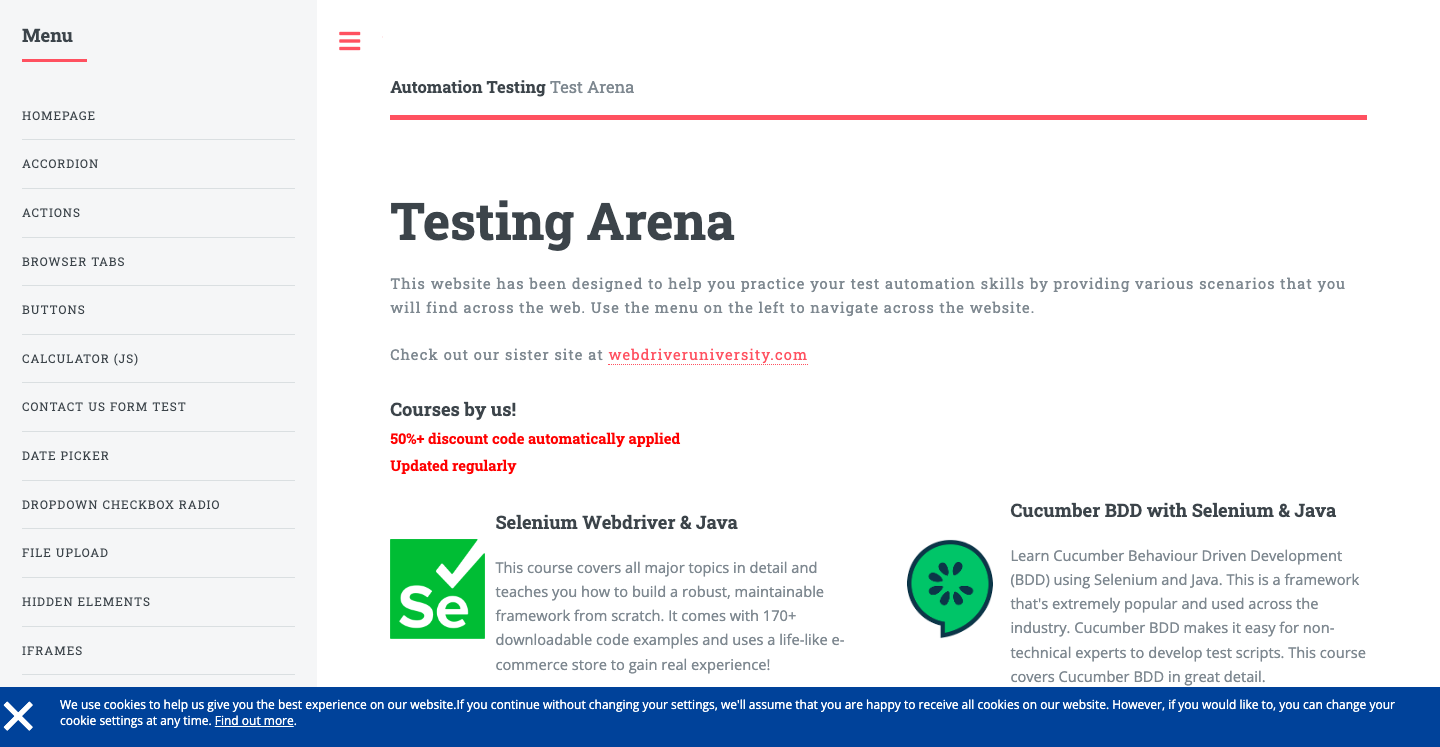 Menu
HOMEPAGE
ACCORDION
ACTIONS
BROWSER TABS
BUTTONS
CALCULATOR (JS)
CONTACT US FORM TEST
DATE PICKER
DROPDOWN CHECKBOX RADIO
FILE UPLOAD
HIDDEN ELEMENTS
IFRAMES
Automation Testing Test Arena
Testing Arena
This website has been designed to help you practice your test automation skills by providing various scenarios that you
will find across the web. Use the menu on the left to navigate across the website.
Check out our sister site at webdriveruniversity.com
Courses by us!
50%+ discount code automatically applied
Updated regularly
Se
Selenium Webdriver & Java
This course covers all major topics in detail and
teaches you how to build a robust, maintainable
framework from scratch. It comes with 170+
downloadable code examples and uses a life-like e-
commerce store to gain real experience!
Cucumber BDD with Selenium & Java
Learn Cucumber Behaviour Driven Development
(BDD) using Selenium and Java. This is a framework
that's extremely popular and used across the
industry. Cucumber BDD makes it easy for non-
technical experts to develop test scripts. This course
covers Cucumber BDD in great detail.
We use cookies to help us give you the best experience on our website.If you continue without changing your settings, we'll assume that you are happy to receive all cookies on our website. However, if you would like to, you can change your
cookie settings at any time. Find out more.